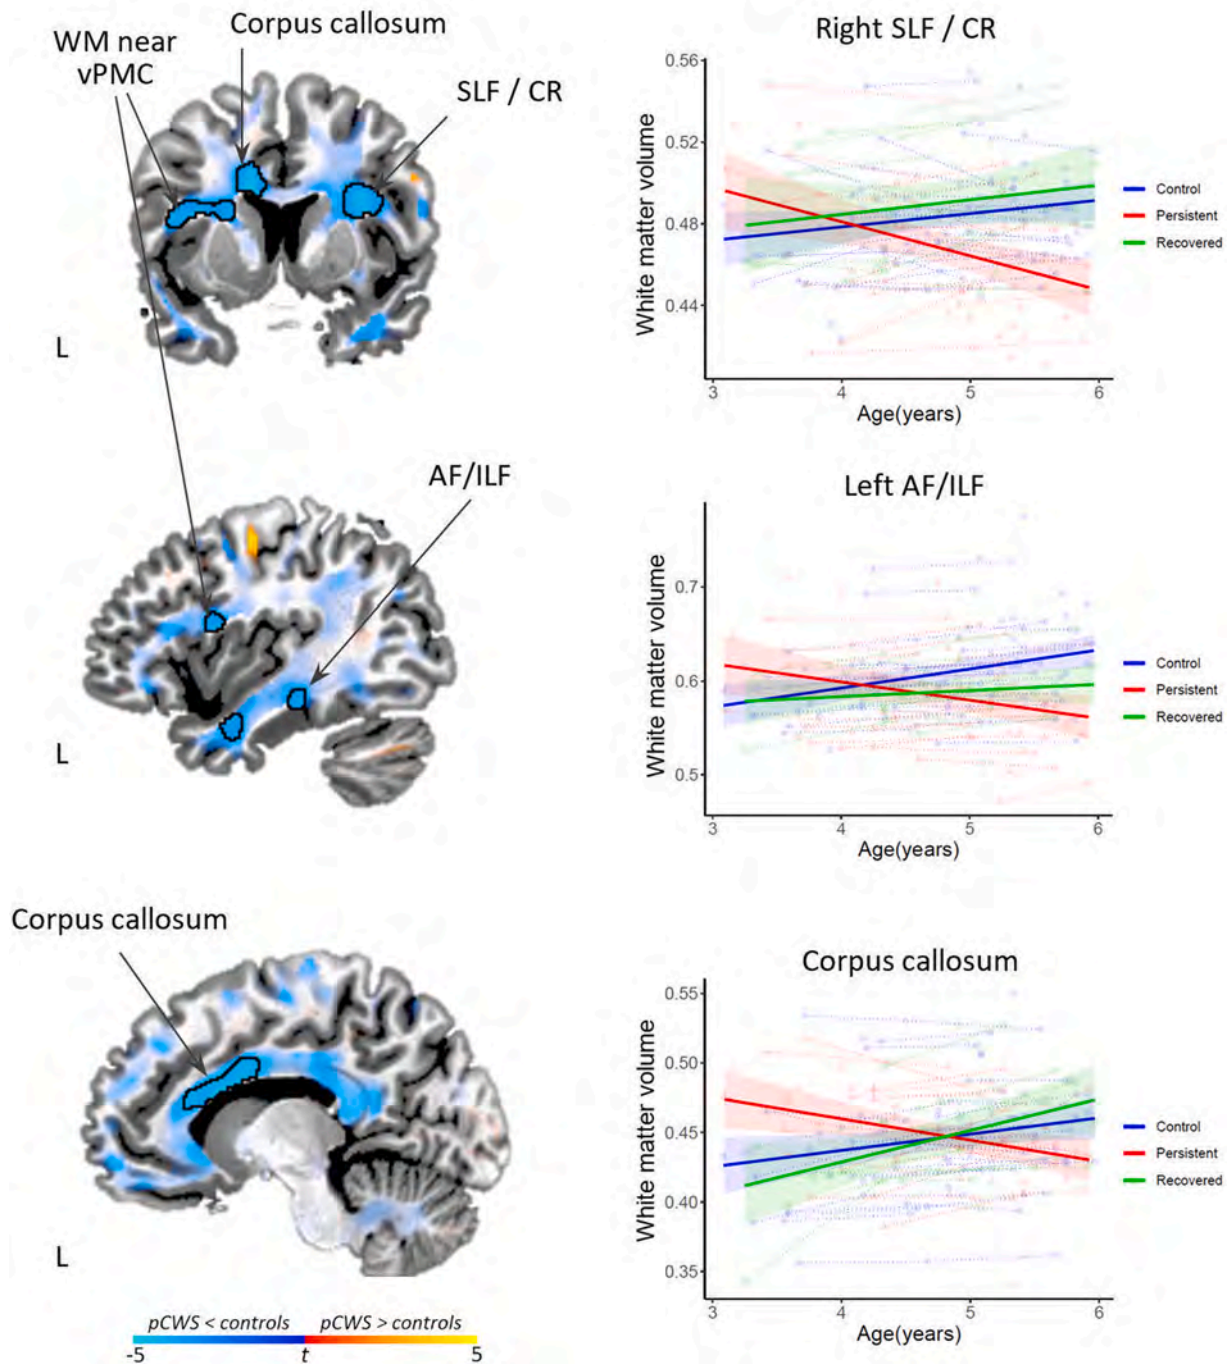 Corpus callosum
WM near
vPMC
SLF / CR
L
AF/ILF
L
Corpus callosum
L
pCWS < controls
pCWS > controls
-5
t
5
Right SLF / CR
White matter volume
0.56
0.52
0.48
0.44
3
4
5
6
Age(years)
Control
Persistent
Recovered
Left AF/ILF
White matter volume
0.7
0.6
0.5
3
4
5
6
Age(years)
Control
Persistent
Recovered
Corpus callosum
White matter volume
0.55
0.50
0.45
0.40
0.35
3
4
5
6
Age(years)
Control
Persistent
Recovered